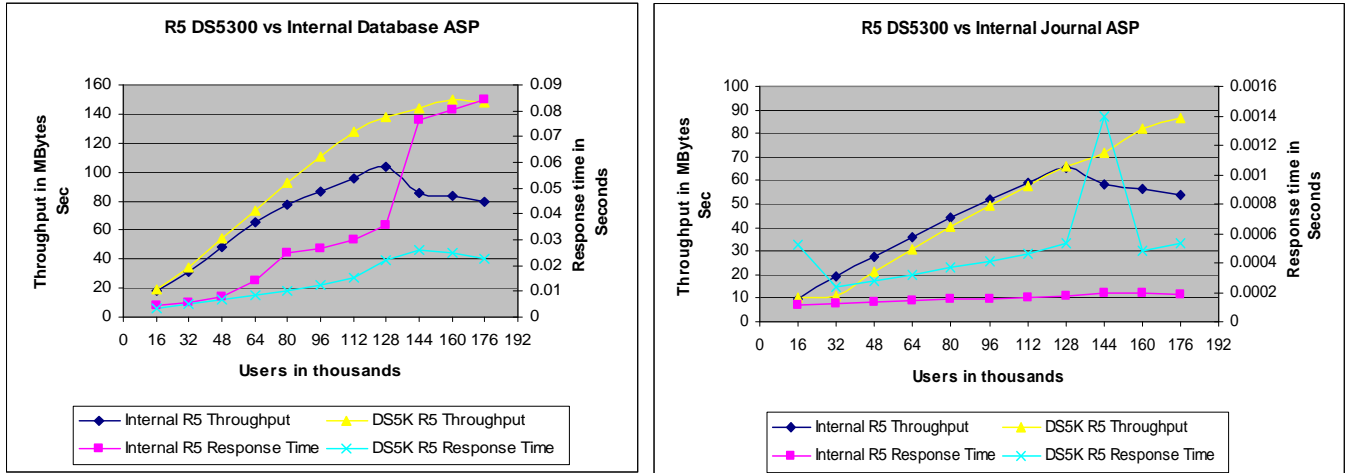 R5 DS5300 vs Internal Database ASP
Throughput in MBytes
Sec
160
140
120
100
80
60
40
20
0
0.09
0.08
0.07
0.06
0.05
0.04
0.03
0.02
0.01
0
Response time in
Seconds
0 16 32 48 64 80 96 112 128 144 160 176 192
Users in thousands
Internal R5 Throughput DS5K R5 Throughput
Internal R5 Response Time DS5K R5 Response Time
R5 DS5300 vs Internal Journal ASP
Throughput in MBytes
Sec
100
90
80
70
60
50
40
30
20
10
0
0.0016
0.0014
0.0012
0.001
0.0008
0.0006
0.0004
0.0002
0
Response time in
Seconds
0 16 32 48 64 80 96 112 128 144 160 176 192
Users in thousands
Internal R5 Throughput DS5K R5 Throughput
Internal R5 Response Time DS5K R5 Response Time